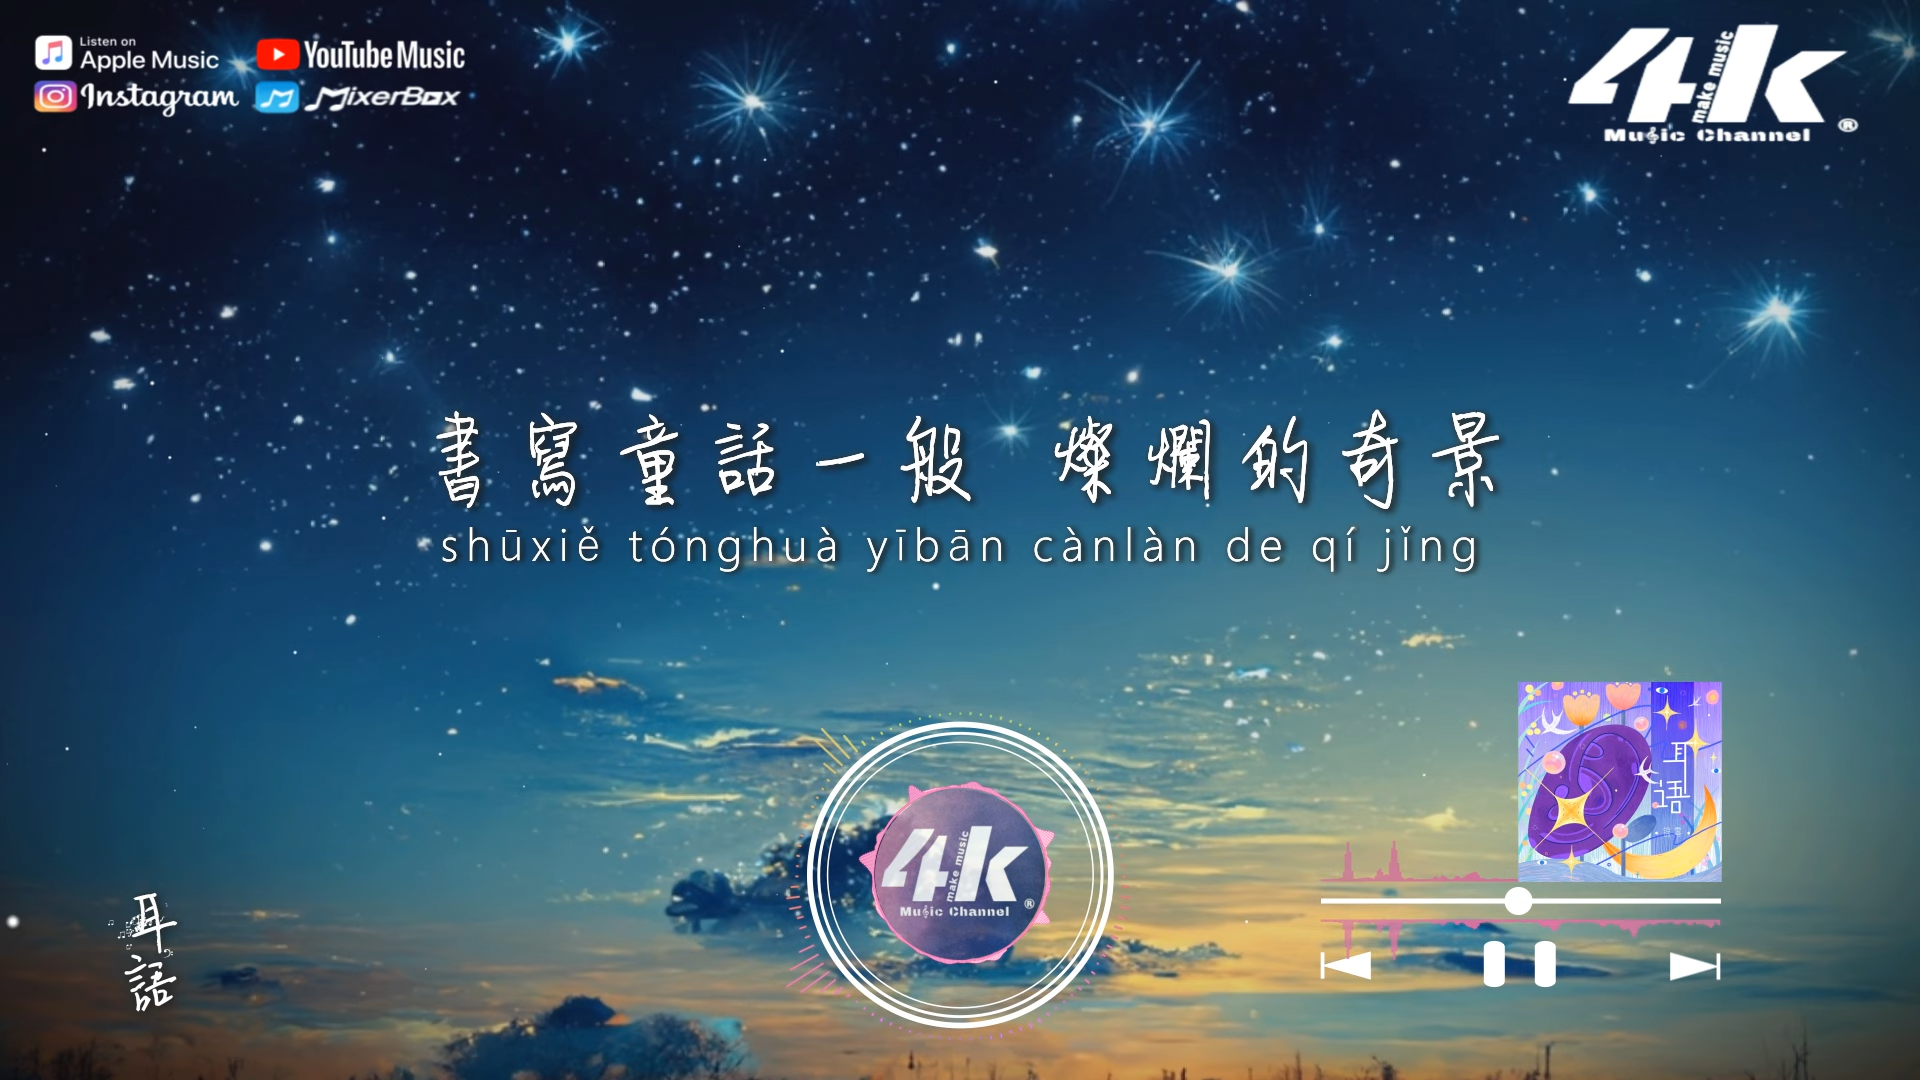 Listen on
Apple Music
YouTube Music
Instagram
MixerBox
4k
make music
Music Channel ®
書寫童話一般 燦爛的奇景
shūxiě tónghuà yībān cànlàn de qí jǐng
耳语
4k
make music
Music Channel ®
耳語